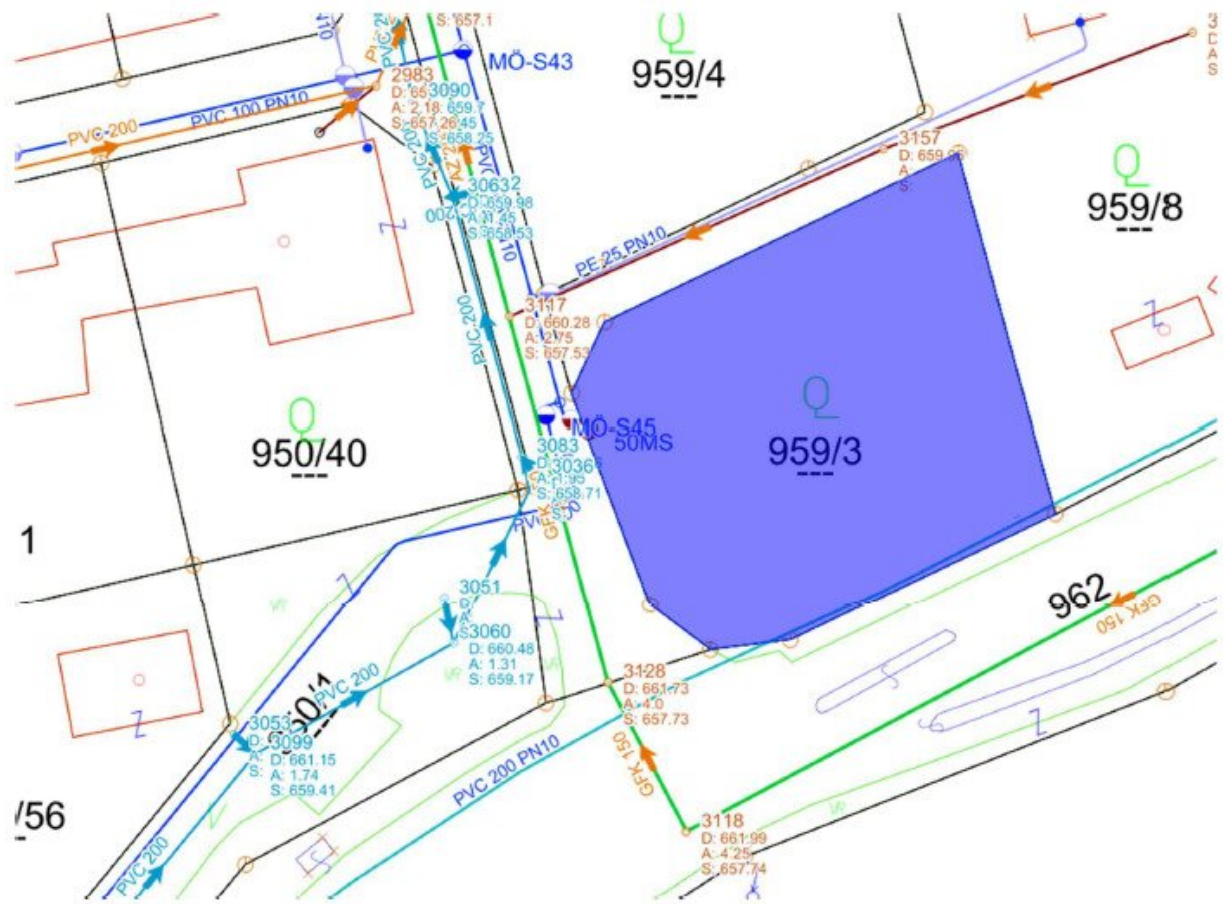 S: 657.1
MÖ-S43
2983
3090
959/4
PVC 200
PVC 100 PN10
A: 2.18
659.7
S: 657.26
S: 658.25
3157
D: 659.
A:
S:
Q
959/8
30632
D: 659.98
A: 1.45
S: 658.53
PE 25 PN10
3117
D: 660.28
A: 2.75
S: 657.53
PVC 200
Q
950/40
MÖ-S45
50MS
Q
959/3
3083
3036
A: 1.95
S: 658.71
1
3051
3060
D: 660.48
A: 1.31
S: 659.17
962
GFK 150
PVC 200
3128
D: 661.73
A: 4.0
S: 657.73
3053
D:
A:
S:
3099
D: 661.15
A: 1.74
S: 659.41
PVC 200 PN10
GFK 150
/56
PVC 200
3118
D: 661.99
A: 4.25
S: 657.74